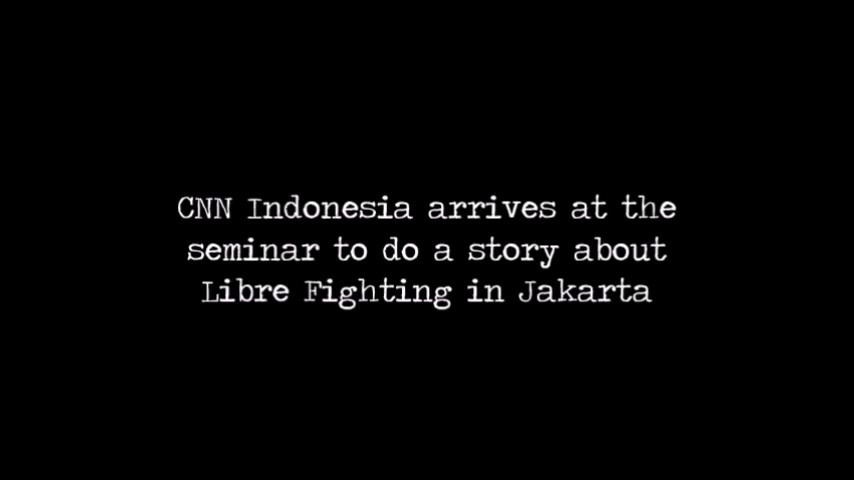 CNN Indonesia arrives at the
seminar to do a story about
Libre Fighting in Jakarta